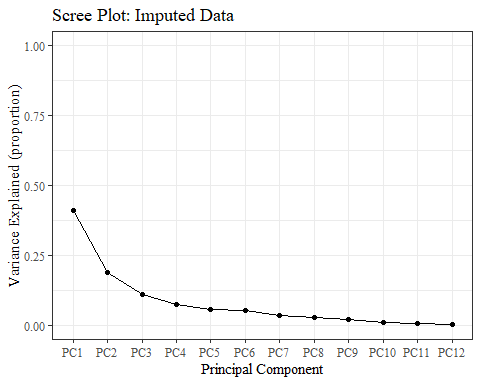 Scree Plot: Imputed Data
Variance Explained (proportion)
1.00
0.75
0.50
0.25
0.00
PC1 PC2 PC3 PC4 PC5 PC6 PC7 PC8 PC9 PC10 PC11 PC12
Principal Component